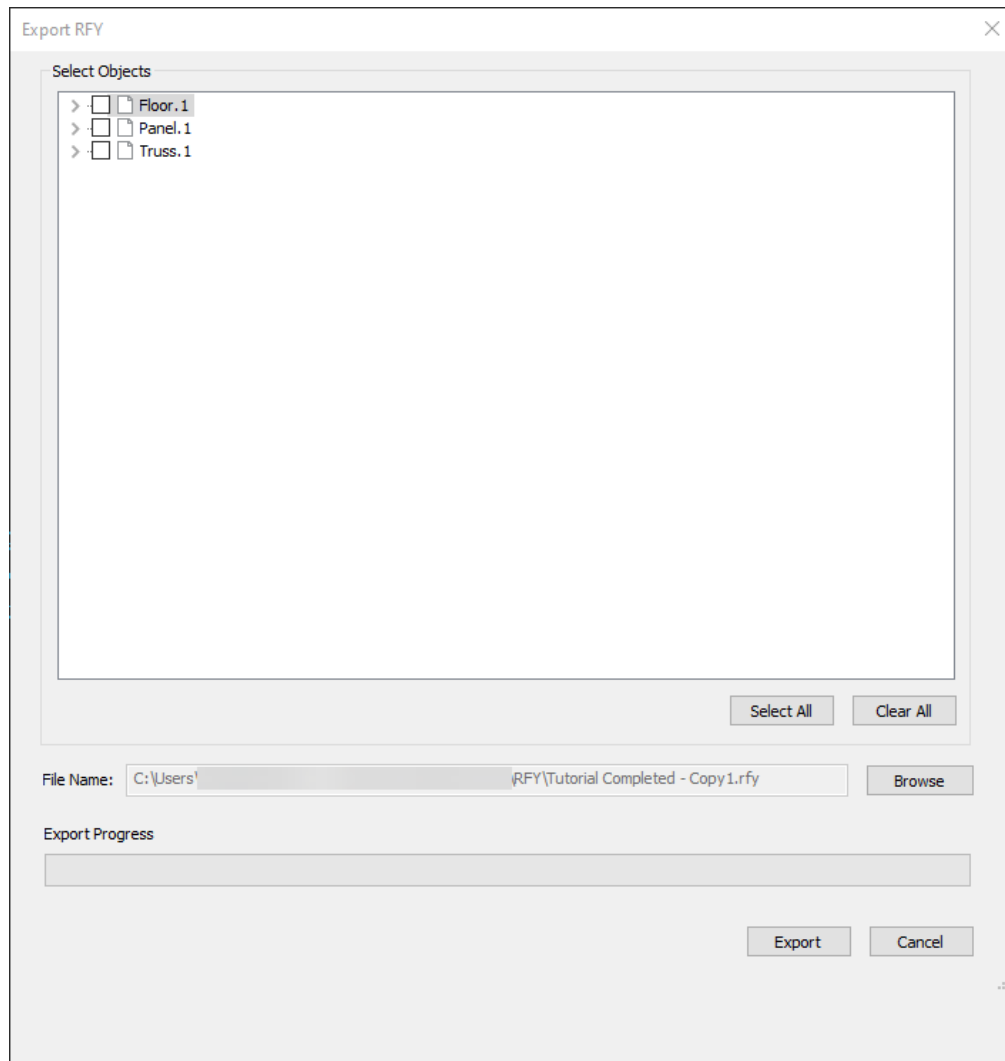 Export RFY
Select Objects
Floor.1
Panel.1
Truss.1
Select All Clear All
File Name: C:\Users\ \RFY\Tutorial Completed - Copy1.rfy Browse
Export Progress
Export Cancel